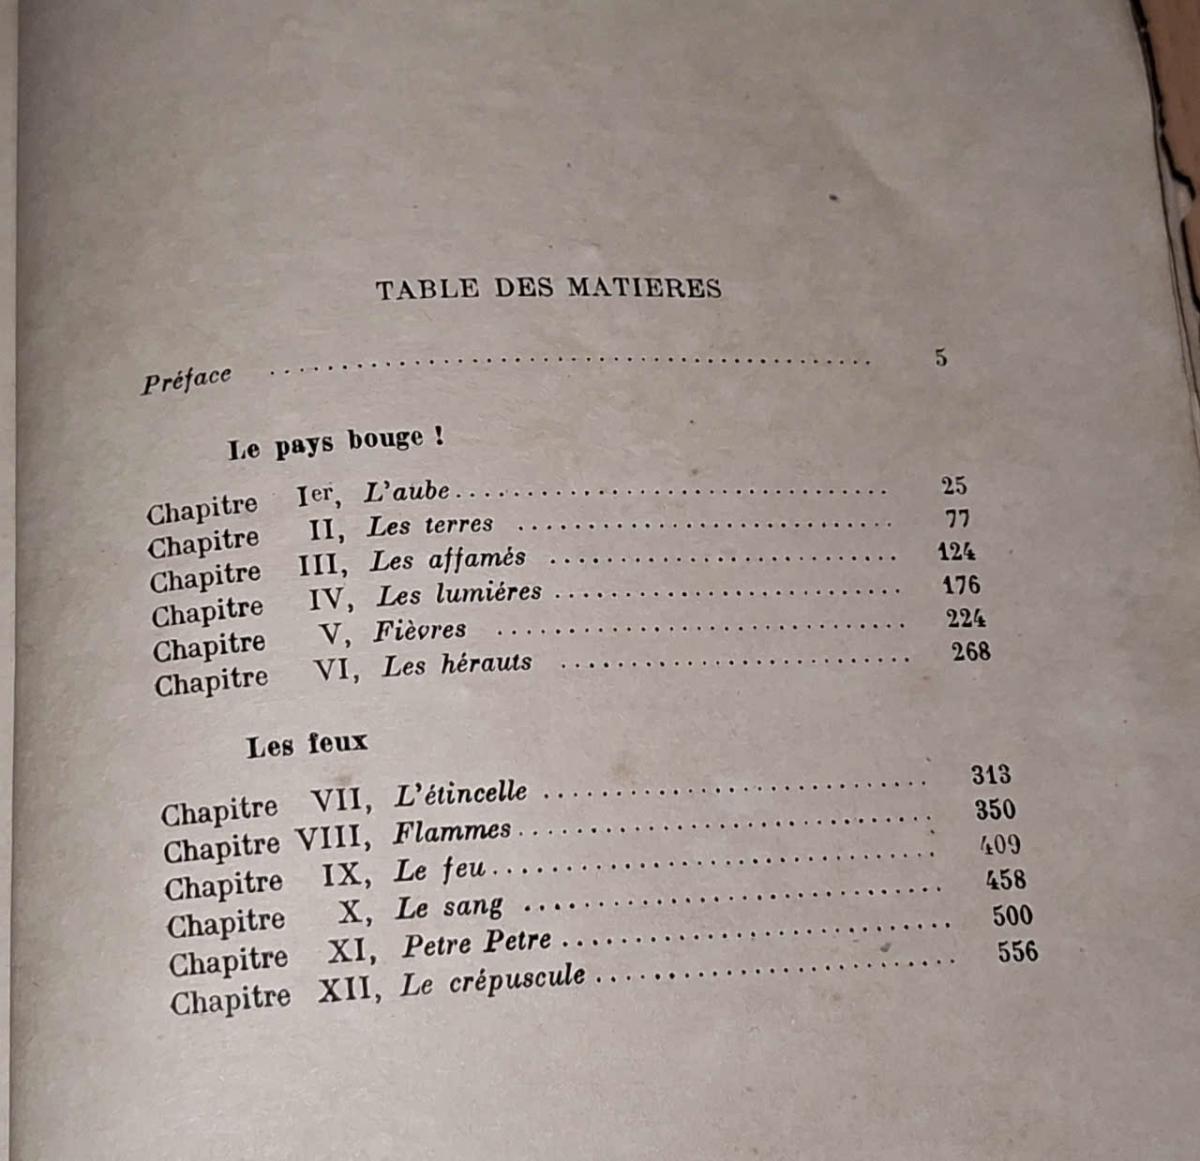 TABLE DES MATIERES
Préface ........................................ 5
Le pays bouge !
Chapitre Ier, L'aube .............................. 25
Chapitre II, Les terres .......................... 77
Chapitre III, Les affamés ........................ 124
Chapitre IV, Les lumiéres ........................ 176
Chapitre V, Fièvres ............................ 224
Chapitre VI, Les hérauts ........................ 268
Les feux
Chapitre VII, L'étincelle .......................... 313
Chapitre VIII, Flammes ............................ 350
Chapitre IX, Le feu .............................. 409
Chapitre X, Le sang ............................ 458
Chapitre XI, Petre Petre .......................... 500
Chapitre XII, Le crépuscule ........................ 556